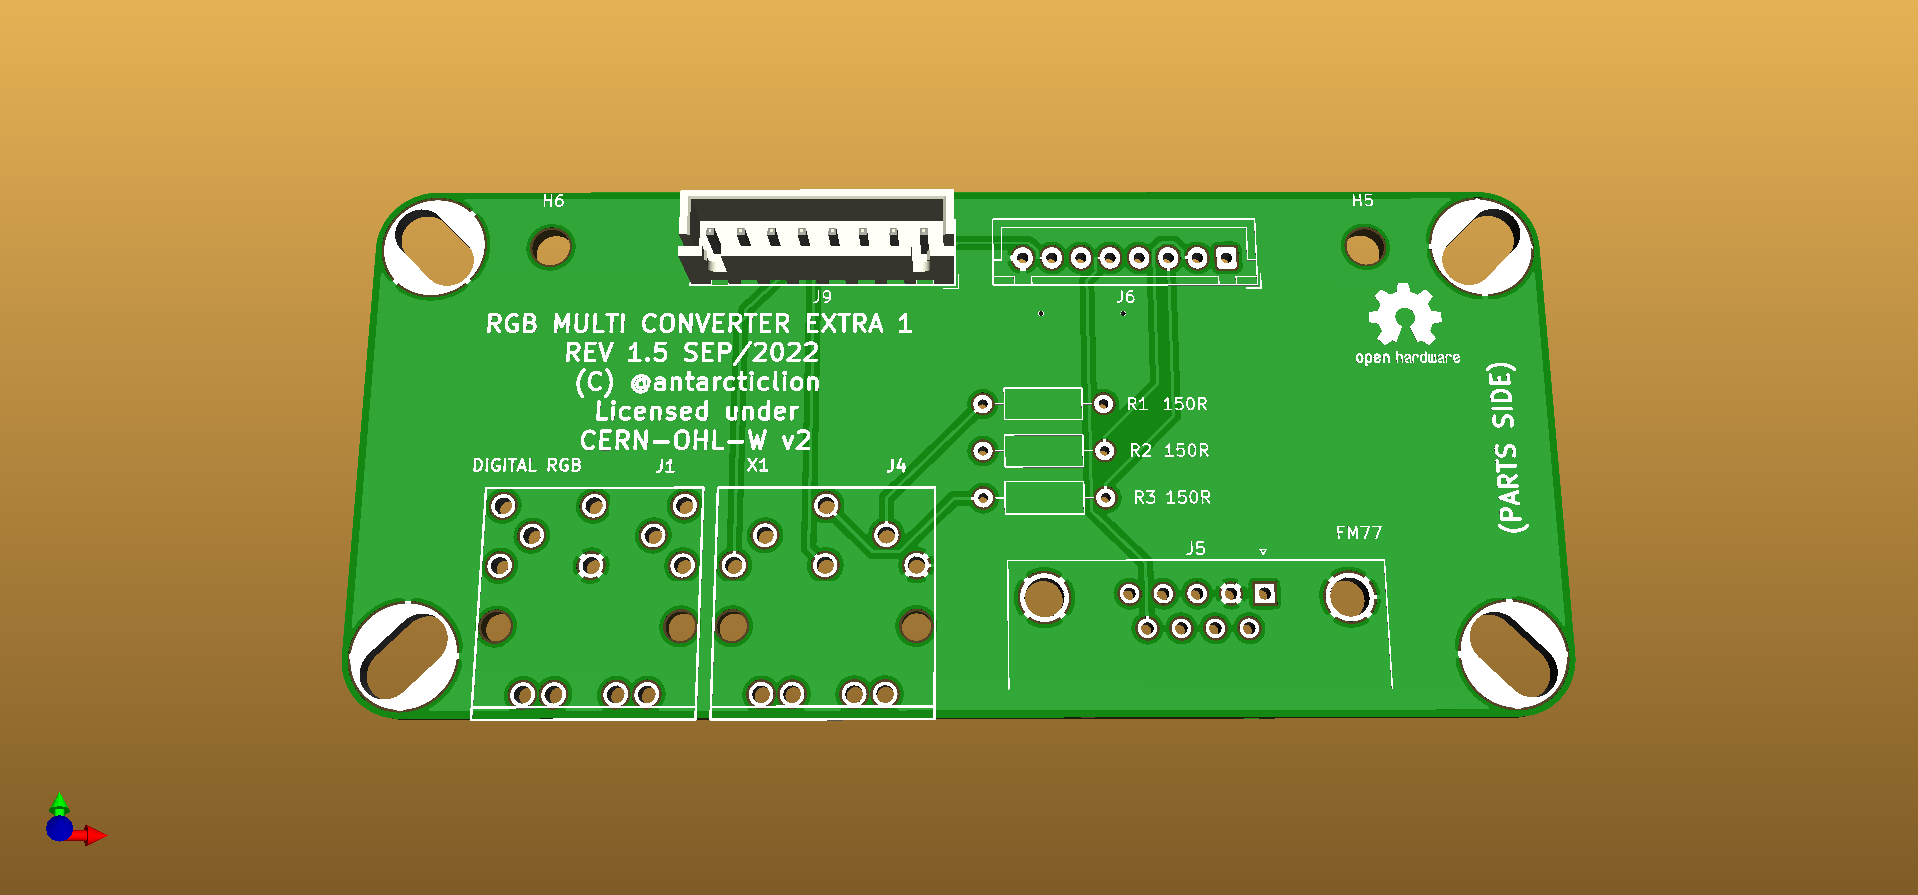 H6
H5
J9
J6
RGB MULTI CONVERTER EXTRA 1
REV 1.5 SEP/2022
(C) @antarcticlion
Licensed under
CERN-OHL-W v2
open hardware
(PARTS SIDE)
R1 150R
R2 150R
R3 150R
DIGITAL RGB
J1
X1
J4
FM77
J5